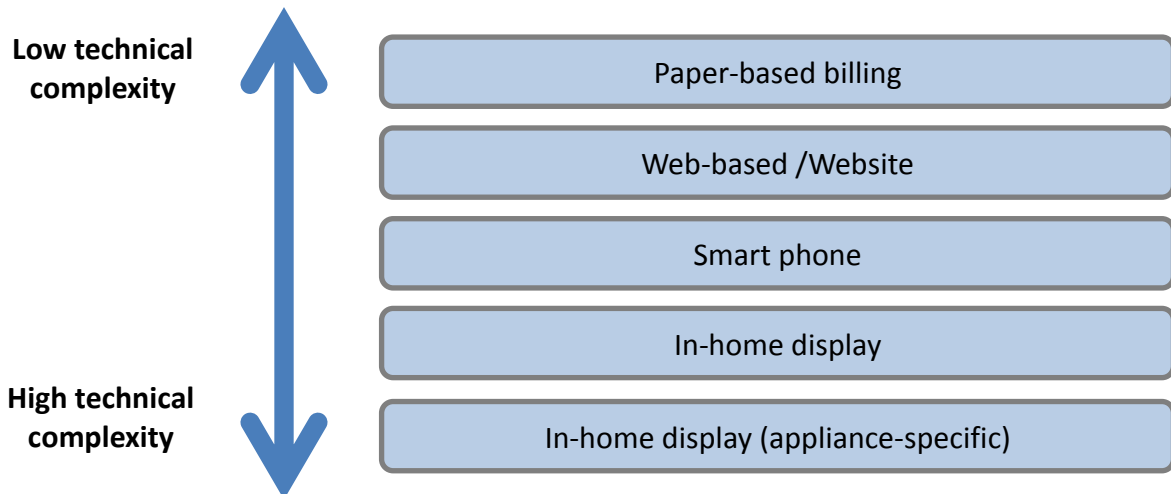 Low technical
complexity
Paper-based billing
Web-based /Website
Smart phone
In-home display
High technical
complexity
In-home display (appliance-specific)